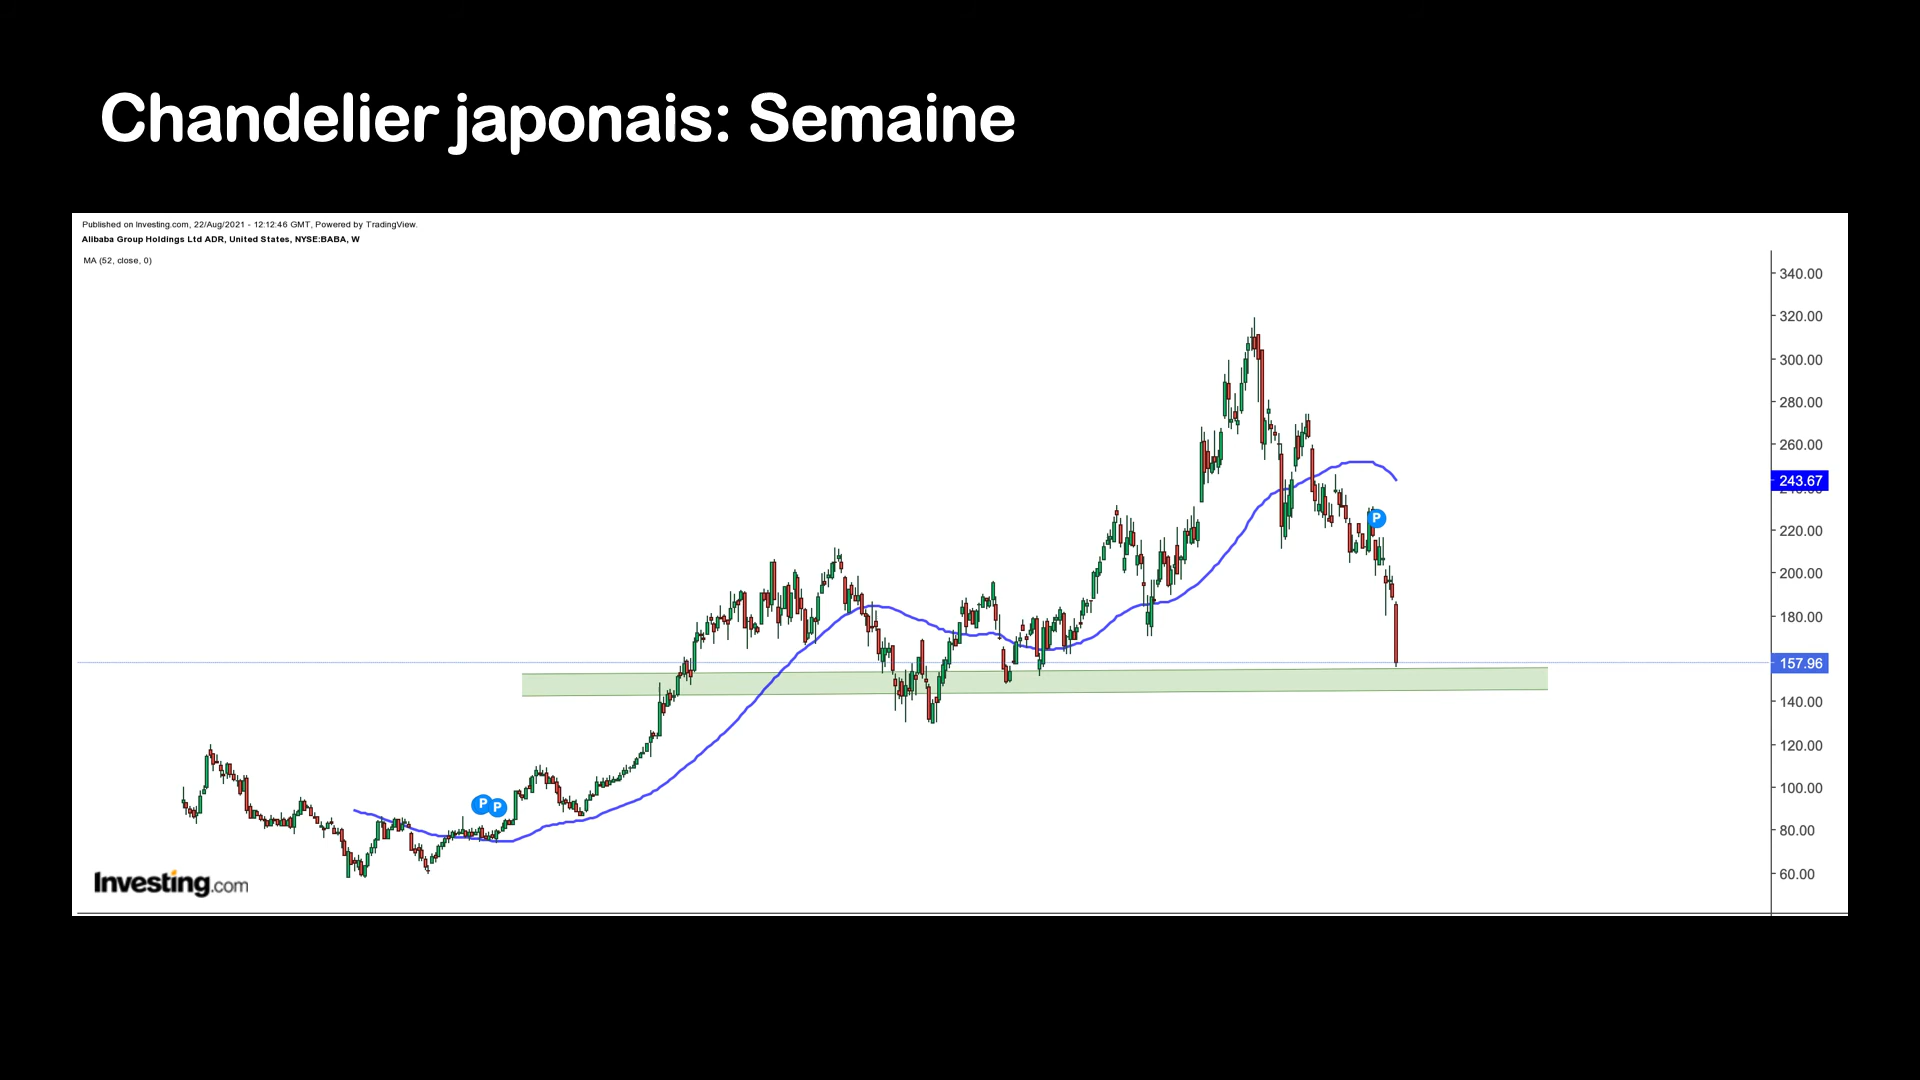 Chandelier japonais: Semaine
Published on Investing.com, 22/Aug/2021 - 12:12:46 GMT, Powered by TradingView.
Alibaba Group Holdings Ltd ADR, United States, NYSE:BABA, W
MA (52, close, 0)
340.00
320.00
300.00
280.00
260.00
243.67
P
220.00
200.00
180.00
157.96
140.00
120.00
100.00
P P
80.00
60.00
Investing.com